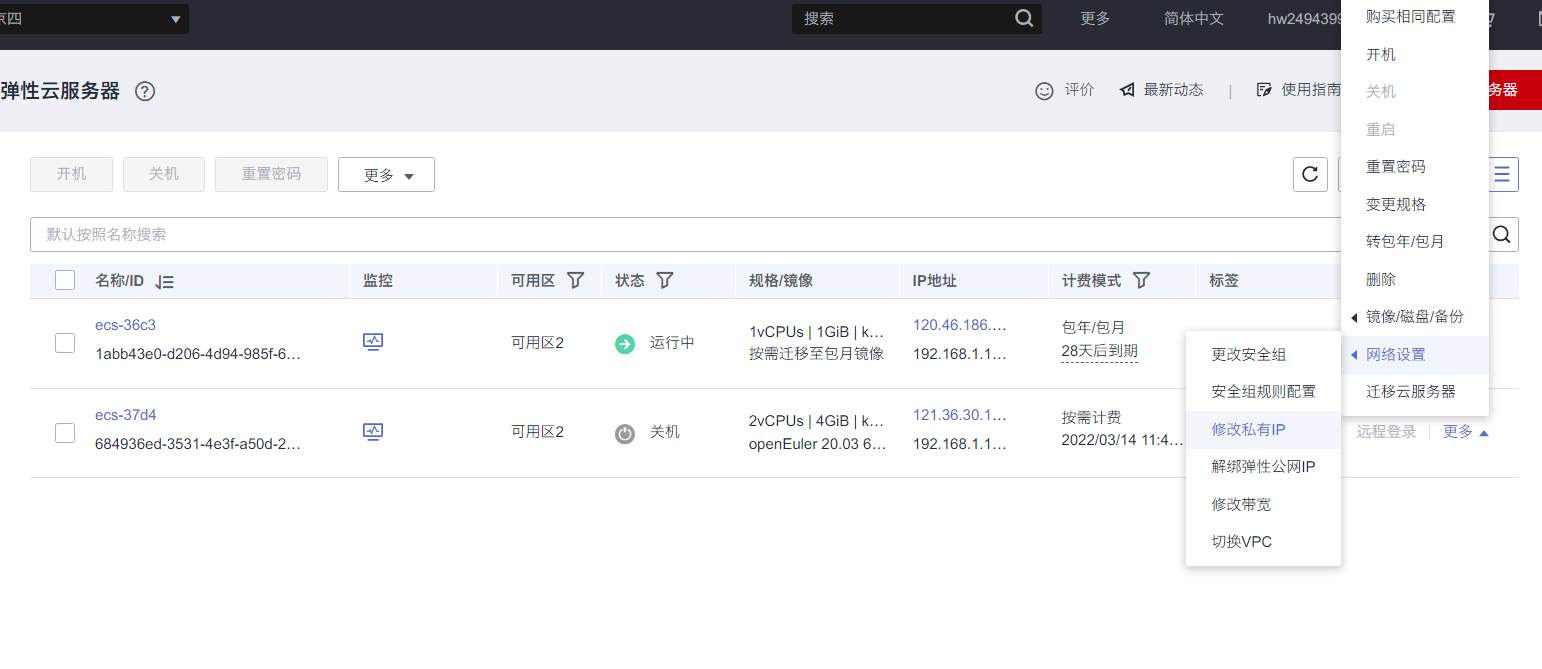 京四
搜索
更多
简体中文
hw2494399
弹性云服务器
评价
最新动态
使用指南
务器
开机
关机
重置密码
更多
默认按照名称搜索
名称/ID
监控
可用区
状态
规格/镜像
IP地址
计费模式
标签
ecs-36c3
1abb43e0-d206-4d94-985f-6...
可用区2
运行中
1vCPUs | 1GiB | k...
按需迁移至包月镜像
120.46.186....
192.168.1.1...
包年/包月
28天后到期
ecs-37d4
684936ed-3531-4e3f-a50d-2...
可用区2
关机
2vCPUs | 4GiB | k...
openEuler 20.03 6...
121.36.30.1...
192.168.1.1...
按需计费
2022/03/14 11:4...
远程登录
更多
购买相同配置
开机
关机
重启
重置密码
变更规格
转包年/包月
删除
镜像/磁盘/备份
网络设置
迁移云服务器
更改安全组
安全组规则配置
修改私有IP
解绑弹性公网IP
修改带宽
切换VPC